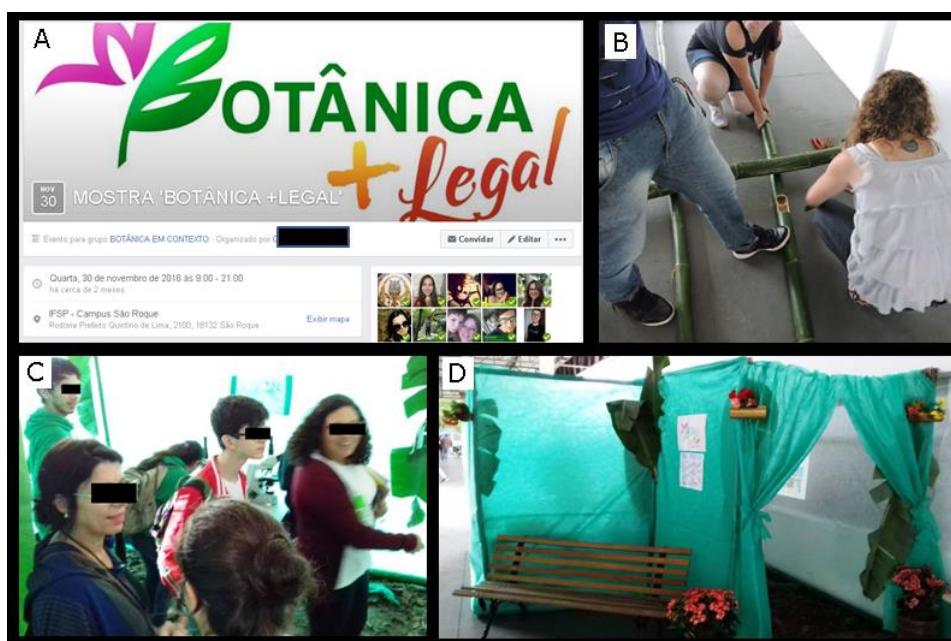 A
BOTÂNICA
+ Legal
NOV
30
MOSTRA 'BOTÂNICA +LEGAL'
Evento para grupo BOTÂNICA EM CONTEXTO · Organizado por
Convidar
Editar
Quarta, 30 de novembro de 2016 às 9:00 - 21:00
há cerca de 2 meses
IFSP - Campus São Roque
Rodovia Prefeito Quintino de Lima, 2100, 18132 São Roque
Exibir mapa
B
C
D